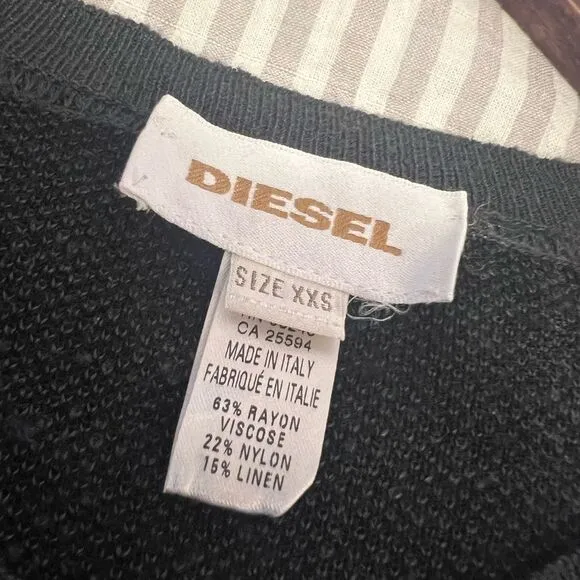 DIESEL
SIZE XXS
CA 25594
MADE IN ITALY
FABRIQUÉ EN ITALIE
63% RAYON
VISCOSE
22% NYLON
15% LINEN